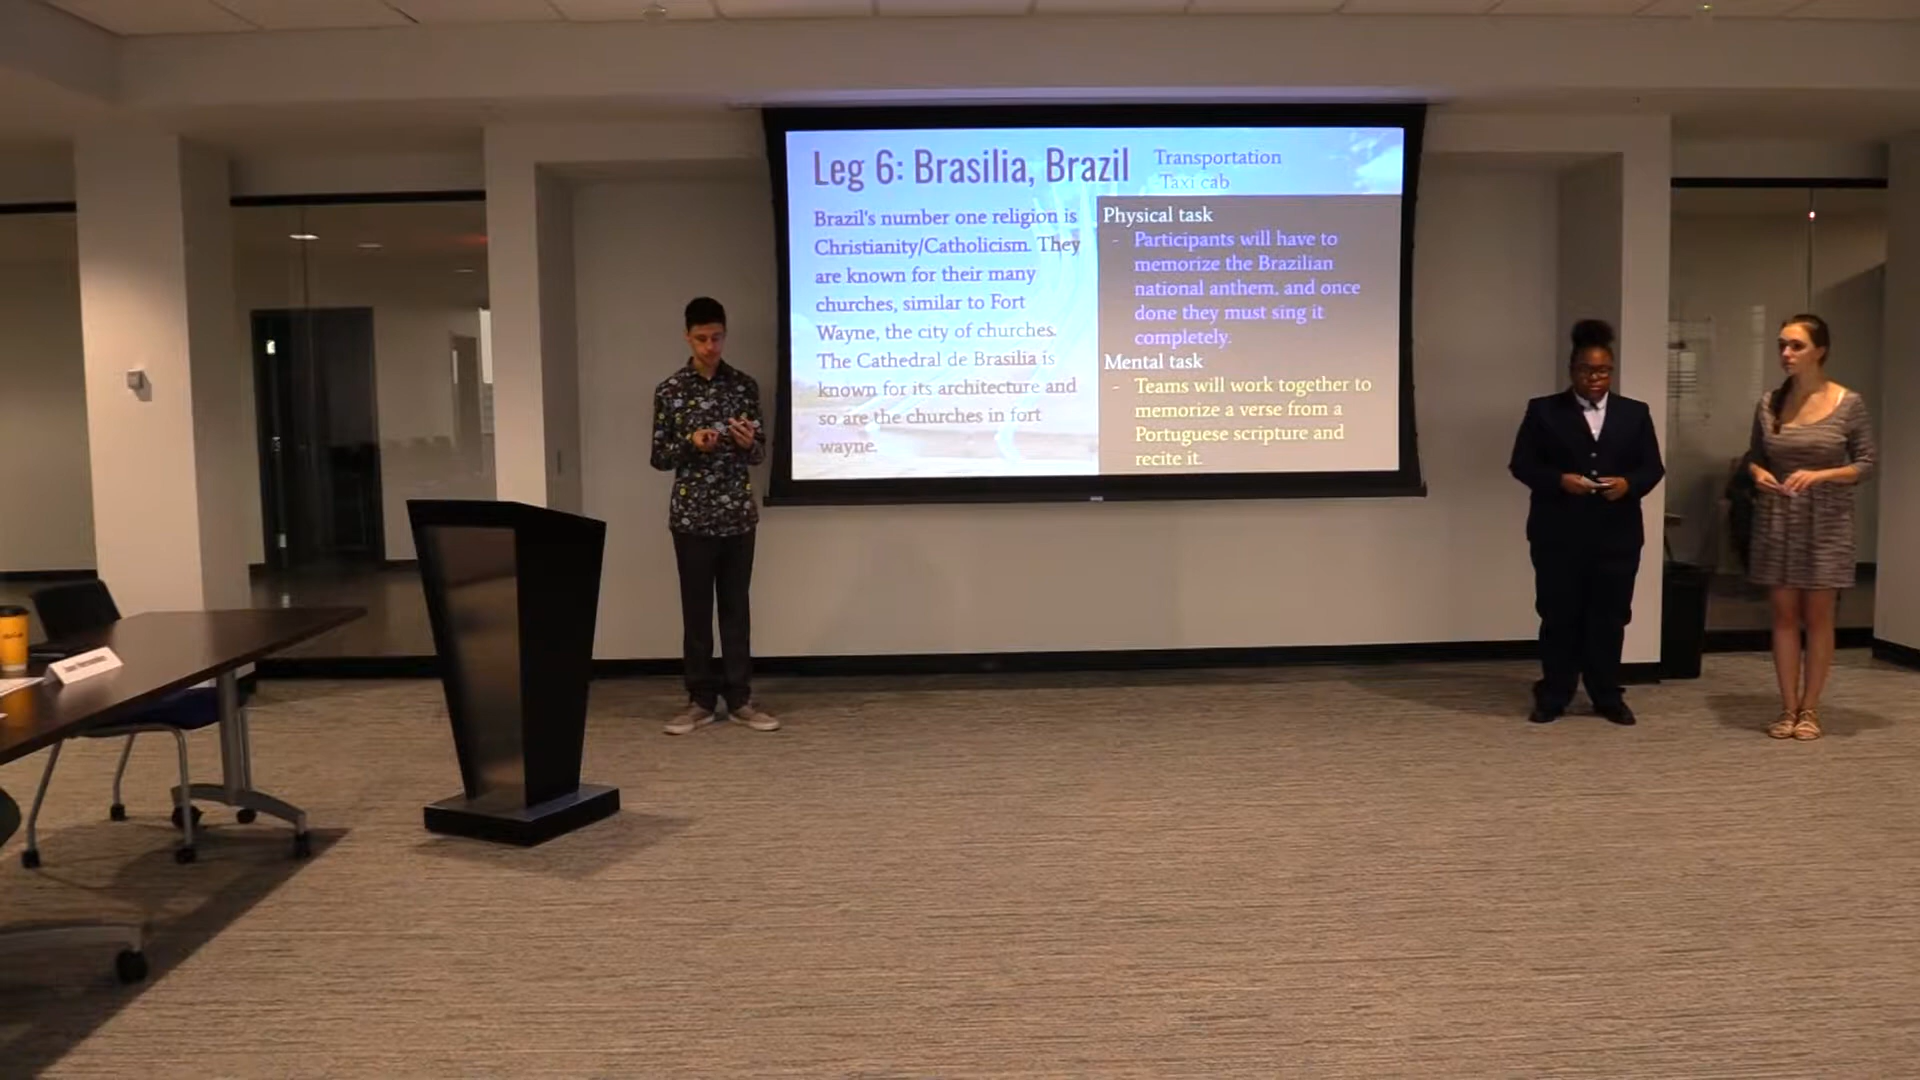 Leg 6: Brasilia, Brazil
Transportation
-Taxi cab
Brazil's number one religion is
Christianity/Catholicism. They
are known for their many
churches, similar to Fort
Wayne, the city of churches.
The Cathedral de Brasilia is
known for its architecture and
so are the churches in fort
wayne.
Physical task
- Participants will have to
memorize the Brazilian
national anthem, and once
done they must sing it
completely.
Mental task
- Teams will work together to
memorize a verse from a
Portuguese scripture and
recite it.